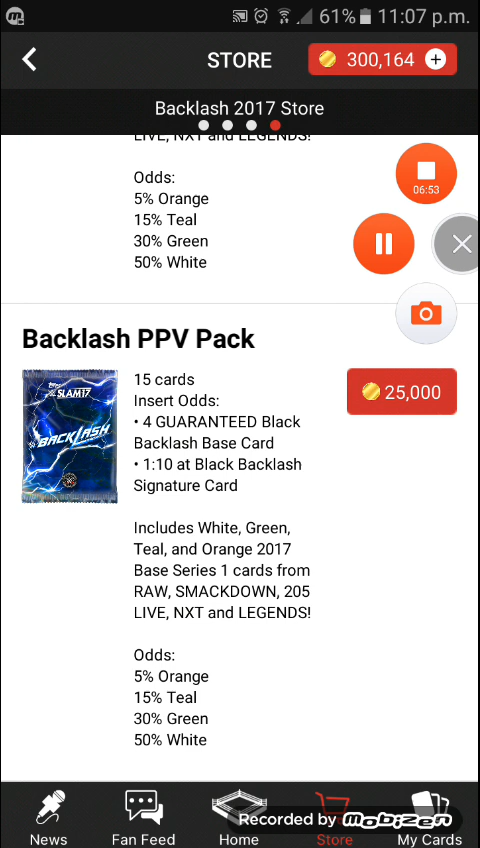 61% 11:07 p.m.
STORE
300,164 +
Backlash 2017 Store
LIVE, NXT and LEGENDS!
Odds:
5% Orange
15% Teal
30% Green
50% White
06:53
Backlash PPV Pack
Topps
SLAM17
BACKLASH
15 cards
Insert Odds:
• 4 GUARANTEED Black
Backlash Base Card
• 1:10 at Black Backlash
Signature Card
25,000
Includes White, Green,
Teal, and Orange 2017
Base Series 1 cards from
RAW, SMACKDOWN, 205
LIVE, NXT and LEGENDS!
Odds:
5% Orange
15% Teal
30% Green
50% White
Recorded by MOBIZEN
News
Fan Feed
Home
Store
My Cards